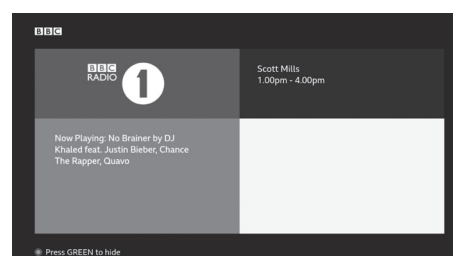 BBC
BBC
RADIO
1
Scott Mills
1.00pm - 4.00pm
Now Playing: No Brainer by DJ
Khaled feat. Justin Bieber, Chance
The Rapper, Quavo
Press GREEN to hide